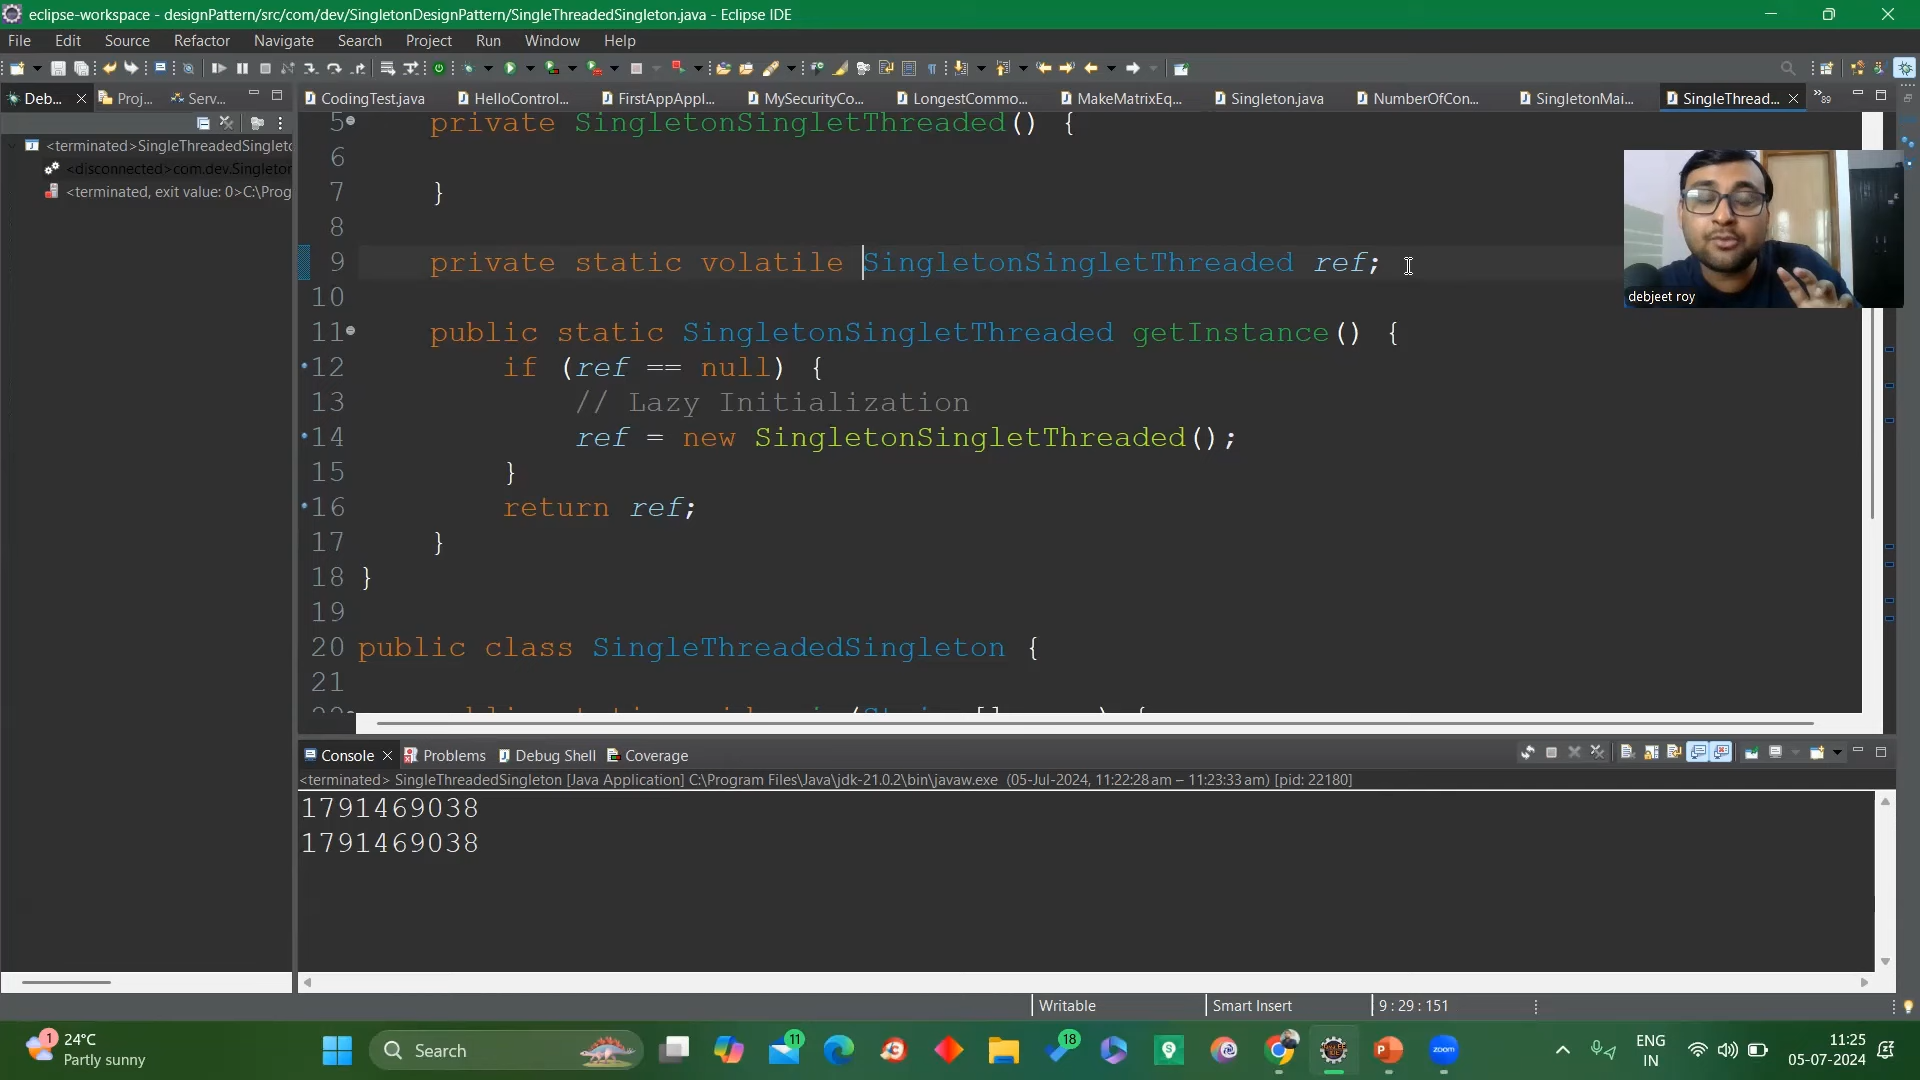 eclipse-workspace - designPattern/src/com/dev/SingletonDesignPattern/SingleThreadedSingleton.java - Eclipse IDE
File Edit Source Refactor Navigate Search Project Run Window Help
Deb... Proj... Serv... CodingTest.java HelloControl... FirstAppAppl... MySecurityCo... LongestCommo... MakeMatrixEq... Singleton.java NumberOfCon... SingletonMai... SingleThread... 89
<terminated>SingleThreadedSingleto
<disconnected>com.dev.Singleton
<terminated, exit value: 0>C:\Prog
5 private SingletonSingletThreaded() {
6
7 }
8
9 private static volatile SingletonSingletThreaded ref;
10
11 public static SingletonSingletThreaded getInstance() {
12 if (ref == null) {
13 // Lazy Initialization
14 ref = new SingletonSingletThreaded();
15 }
16 return ref;
17 }
18 }
19
20 public class SingleThreadedSingleton {
21
debjeet roy
Console Problems Debug Shell Coverage
<terminated> SingleThreadedSingleton [Java Application] C:\Program Files\Java\jdk-21.0.2\bin\javaw.exe (05-Jul-2024, 11:22:28 am – 11:23:33 am) [pid: 22180]
1791469038
1791469038
Writable Smart Insert 9 : 29 : 151
1 24°C
Partly sunny
Search
11
18
zoom
ENG
IN
11:25
05-07-2024